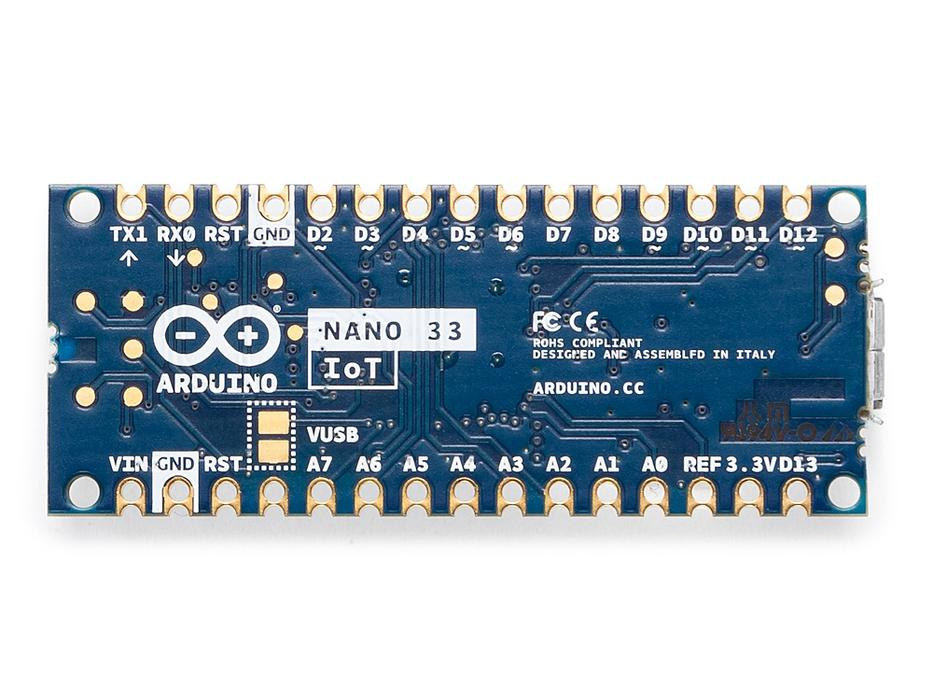 TX1 RX0 RST GND D2 D3 D4 D5 D6 D7 D8 D9 D10 D11 D12
↑ ↓ ~ ~ ~ ~ ~ ~ ~ ~
NANO 33
IoT
ARDUINO
FC CE
ROHS COMPLIANT
DESIGNED AND ASSEMBLED IN ITALY
ARDUINO.CC
VUSB
VIN GND RST A7 A6 A5 A4 A3 A2 A1 A0 REF 3.3V D13